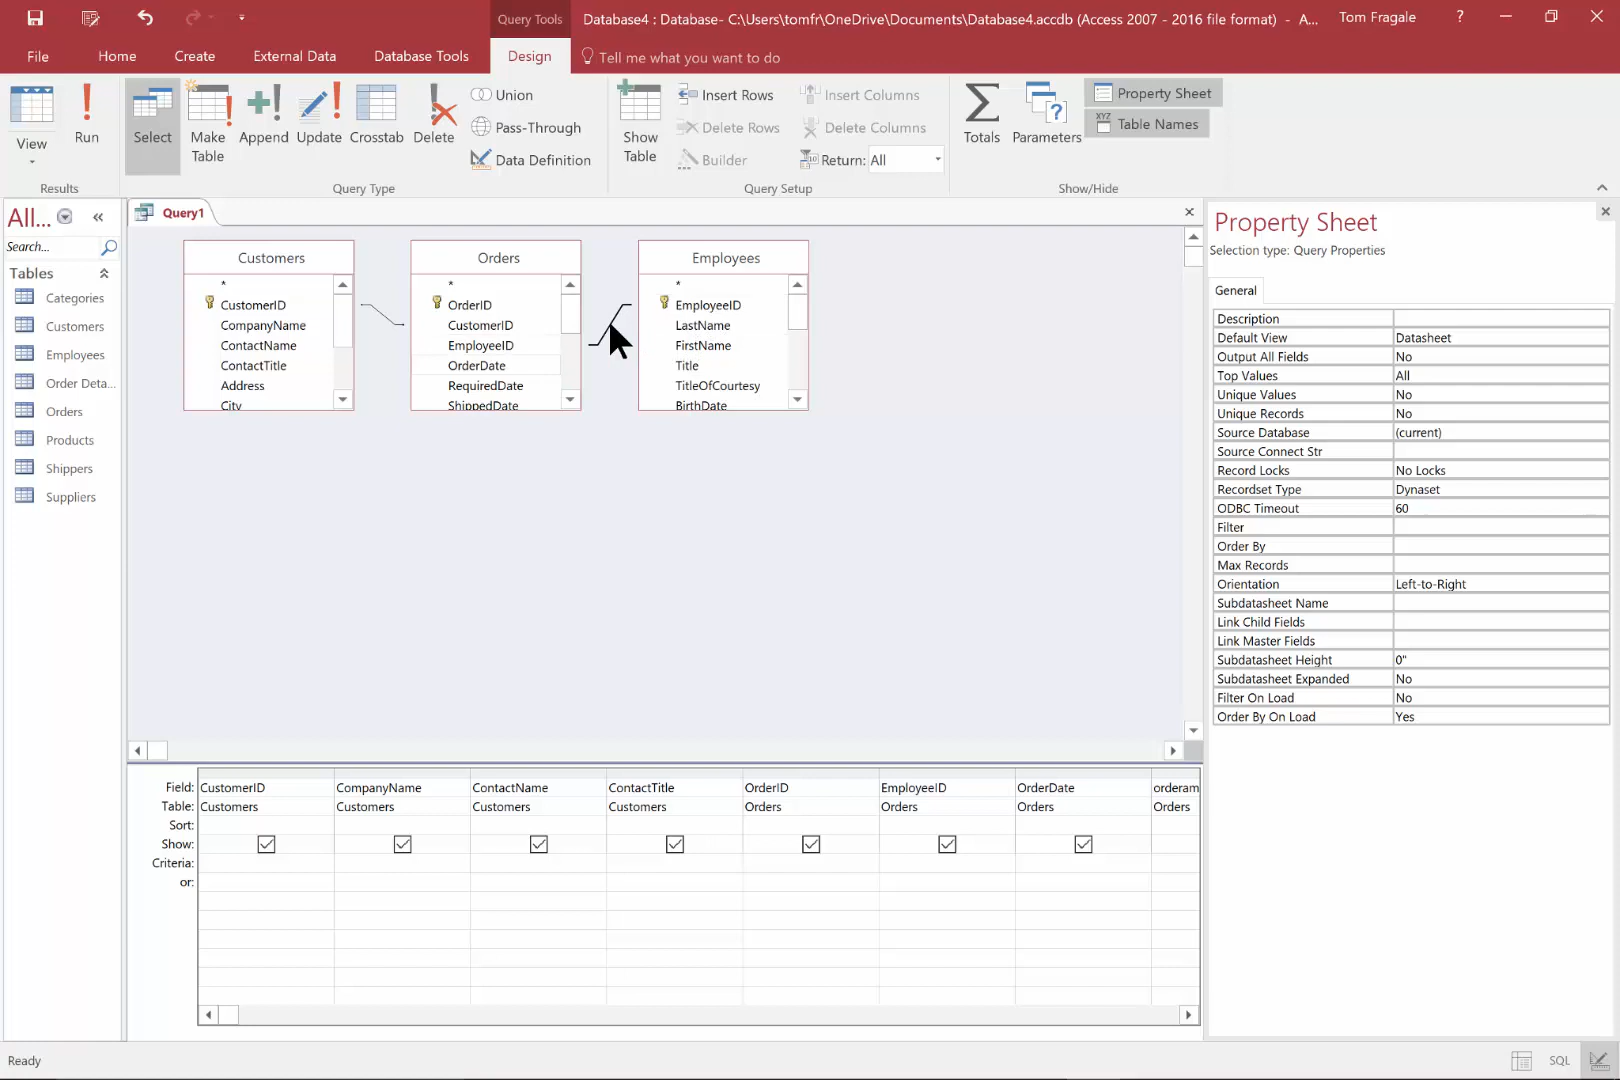 Query Tools
Database4 : Database- C:\Users\tomfr\OneDrive\Documents\Database4.accdb (Access 2007 - 2016 file format) - A...
Tom Fragale
?
File
Home
Create
External Data
Database Tools
Design
Tell me what you want to do
View
Run
Select
Make
Table
Append
Update
Crosstab
Delete
Union
Pass-Through
Data Definition
Show
Table
Insert Rows
Delete Rows
Builder
Insert Columns
Delete Columns
Return: All
Totals
Parameters
Property Sheet
XYZ Table Names
Results
Query Type
Query Setup
Show/Hide
All...
Search...
Tables
Categories
Customers
Employees
Order Deta...
Orders
Products
Shippers
Suppliers
Query1
Customers
*
CustomerID
CompanyName
ContactName
ContactTitle
Address
City
Orders
*
OrderID
CustomerID
EmployeeID
OrderDate
RequiredDate
ShippedDate
Employees
*
EmployeeID
LastName
FirstName
Title
TitleOfCourtesy
BirthDate
Property Sheet
Selection type: Query Properties
General
Description
Default View Datasheet
Output All Fields No
Top Values All
Unique Values No
Unique Records No
Source Database (current)
Source Connect Str
Record Locks No Locks
Recordset Type Dynaset
ODBC Timeout 60
Filter
Order By
Max Records
Orientation Left-to-Right
Subdatasheet Name
Link Child Fields
Link Master Fields
Subdatasheet Height 0"
Subdatasheet Expanded No
Filter On Load No
Order By On Load Yes
Field: CustomerID CompanyName ContactName ContactTitle OrderID EmployeeID OrderDate orderam
Table: Customers Customers Customers Customers Orders Orders Orders Orders
Sort:
Show:
Criteria:
or:
Ready
SQL